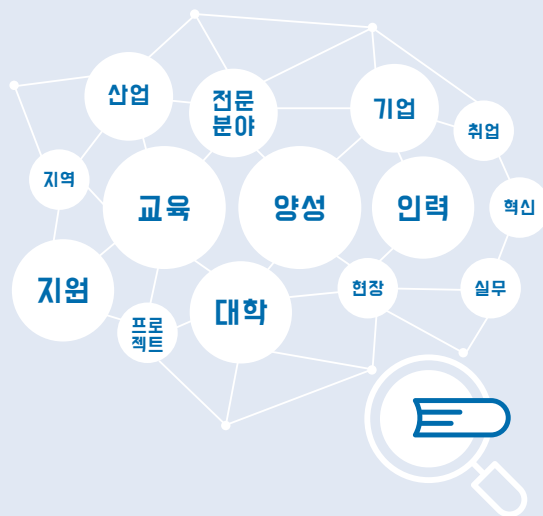 산업
전문
분야
기업
취업
지역
교육
양성
인력
혁신
지원
프로
젝트
대학
현장
실무